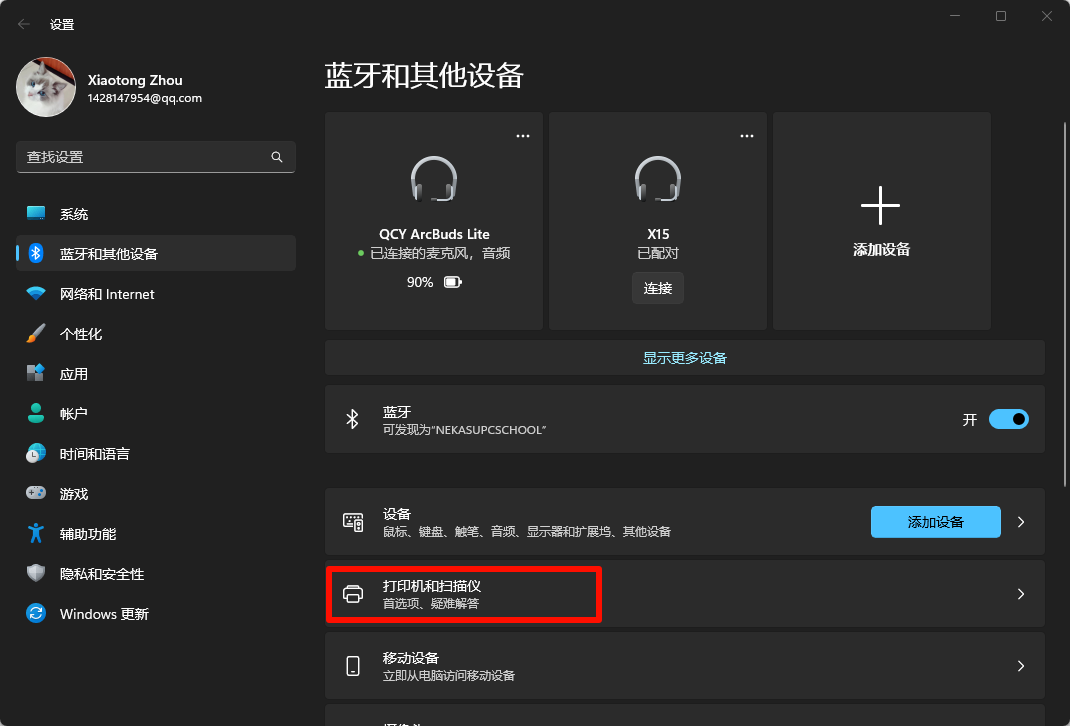 设置
Xiaotong Zhou
1428147954@qq.com
查找设置
系统
蓝牙和其他设备
网络和 Internet
个性化
应用
帐户
时间和语言
游戏
辅助功能
隐私和安全性
Windows 更新
蓝牙和其他设备
QCY ArcBuds Lite
已连接的麦克风，音频
90%
X15
已配对
连接
添加设备
显示更多设备
蓝牙
可发现为“NEKASUPCSCHOOL”
开
设备
鼠标、键盘、触笔、音频、显示器和扩展坞、其他设备
添加设备
打印机和扫描仪
首选项、疑难解答
移动设备
立即从电脑访问移动设备